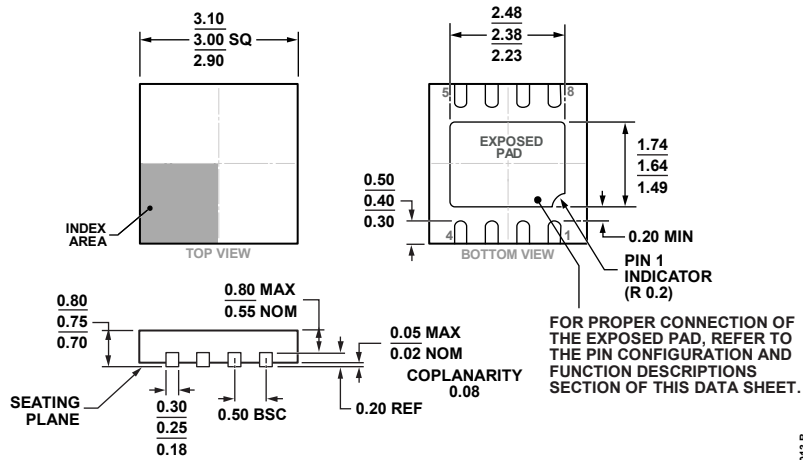 3.10
3.00 SQ
2.90
2.48
2.38
2.23
5
8
EXPOSED
PAD
1.74
1.64
1.49
0.50
0.40
0.30
INDEX
AREA
TOP VIEW
4
1
BOTTOM VIEW
0.20 MIN
PIN 1
INDICATOR
(R 0.2)
0.80
0.75
0.70
0.80 MAX
0.55 NOM
0.05 MAX
0.02 NOM
COPLANARITY
0.08
SEATING
PLANE
0.30
0.25
0.18
0.50 BSC
0.20 REF
FOR PROPER CONNECTION OF
THE EXPOSED PAD, REFER TO
THE PIN CONFIGURATION AND
FUNCTION DESCRIPTIONS
SECTION OF THIS DATA SHEET.